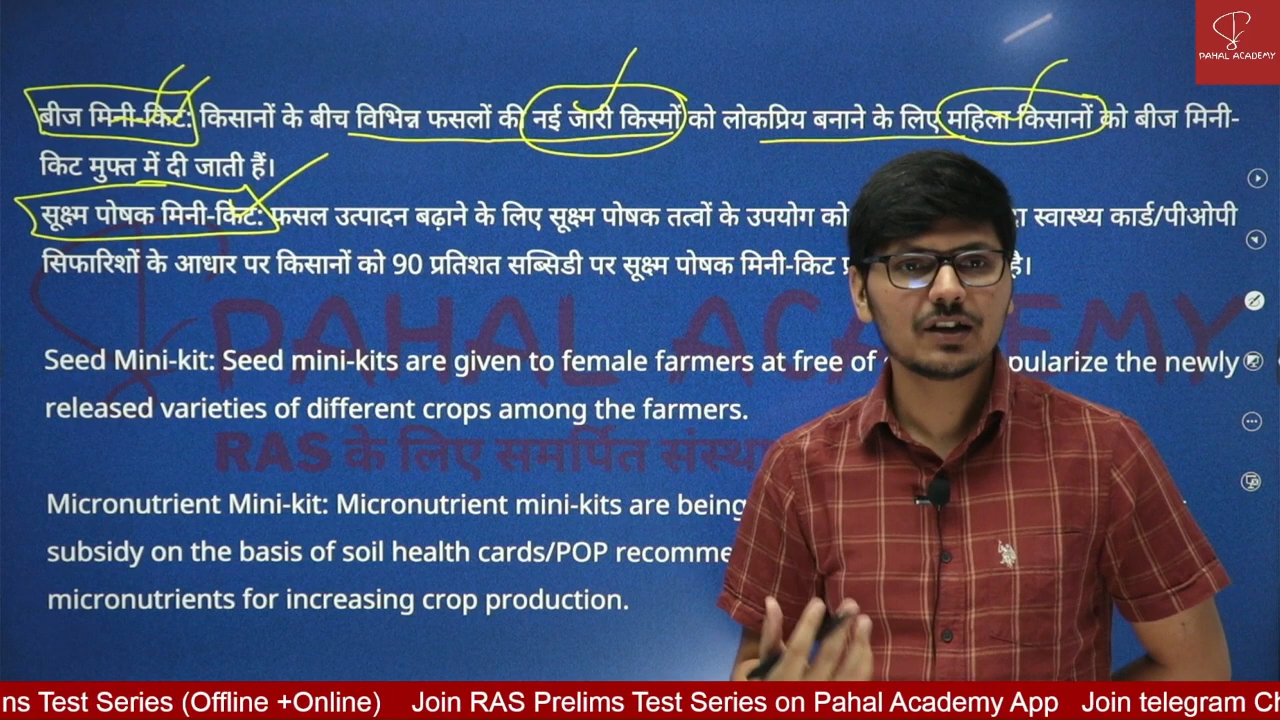 PAHAL ACADEMY
बीज मिनी-किट: किसानों के बीच विभिन्न फसलों की नई जारी किस्मों को लोकप्रिय बनाने के लिए महिला किसानों को बीज मिनी-
किट मुफ्त में दी जाती हैं।
सूक्ष्म पोषक मिनी-किट: फसल उत्पादन बढ़ाने के लिए सूक्ष्म पोषक तत्वों के उपयोग को स्वास्थ्य कार्ड/पीओपी
सिफारिशों के आधार पर किसानों को 90 प्रतिशत सब्सिडी पर सूक्ष्म पोषक मिनी-किट है।
PAHAL ACADEMY
Seed Mini-kit: Seed mini-kits are given to female farmers at free of the newly
released varieties of different crops among the farmers.
RAS के लिए समर्पित संस्था
Micronutrient Mini-kit: Micronutrient mini-kits are being
subsidy on the basis of soil health cards/POP
micronutrients for increasing crop production.
ns Test Series (Offline +Online) Join RAS Prelims Test Series on Pahal Academy App Join telegram